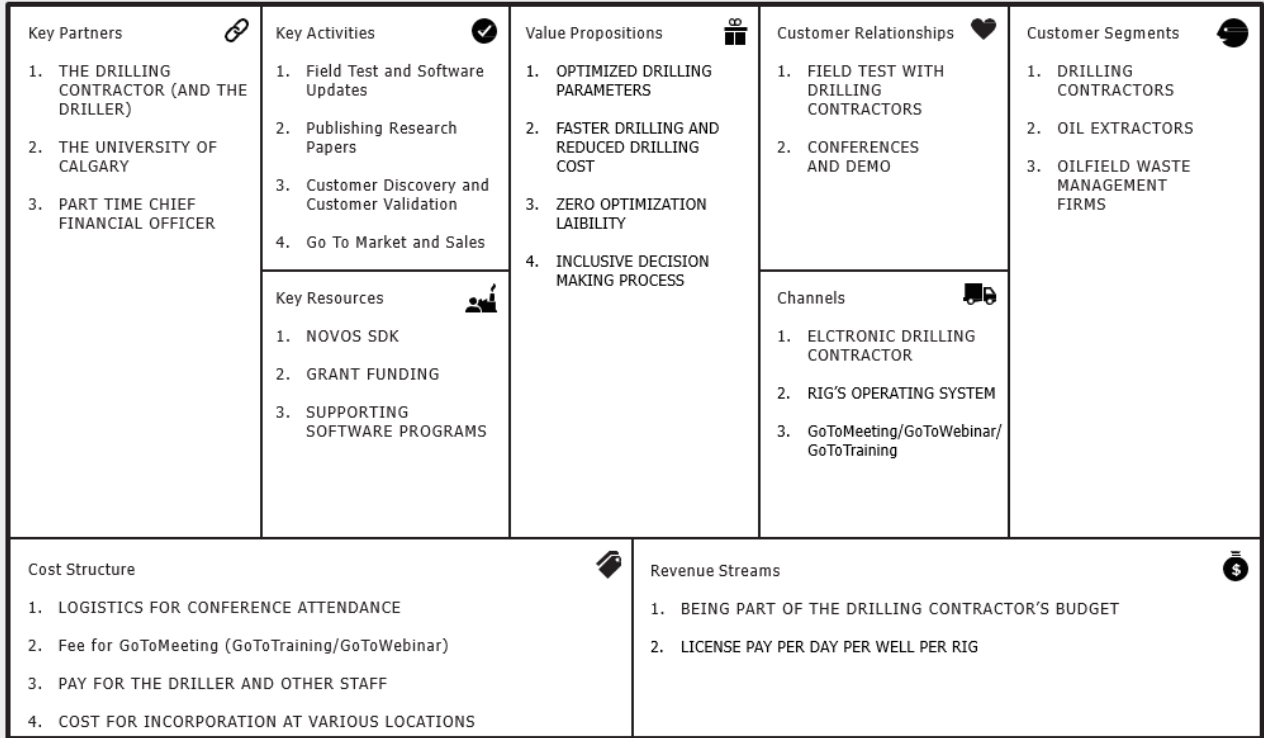 Key Partners
1. THE DRILLING
CONTRACTOR (AND THE
DRILLER)
2. THE UNIVERSITY OF
CALGARY
3. PART TIME CHIEF
FINANCIAL OFFICER
Key Activities
1. Field Test and Software
Updates
2. Publishing Research
Papers
3. Customer Discovery and
Customer Validation
4. Go To Market and Sales
Key Resources
1. NOVOS SDK
2. GRANT FUNDING
3. SUPPORTING
SOFTWARE PROGRAMS
Value Propositions
1. OPTIMIZED DRILLING
PARAMETERS
2. FASTER DRILLING AND
REDUCED DRILLING
COST
3. ZERO OPTIMIZATION
LAIBILITY
4. INCLUSIVE DECISION
MAKING PROCESS
Customer Relationships
1. FIELD TEST WITH
DRILLING
CONTRACTORS
2. CONFERENCES
AND DEMO
Channels
1. ELCTRONIC DRILLING
CONTRACTOR
2. RIG'S OPERATING SYSTEM
3. GoToMeeting/GoToWebinar/
GoToTraining
Customer Segments
1. DRILLING
CONTRACTORS
2. OIL EXTRACTORS
3. OILFIELD WASTE
MANAGEMENT
FIRMS
Cost Structure
1. LOGISTICS FOR CONFERENCE ATTENDANCE
2. Fee for GoToMeeting (GoToTraining/GoToWebinar)
3. PAY FOR THE DRILLER AND OTHER STAFF
4. COST FOR INCORPORATION AT VARIOUS LOCATIONS
Revenue Streams
$
1. BEING PART OF THE DRILLING CONTRACTOR'S BUDGET
2. LICENSE PAY PER DAY PER WELL PER RIG